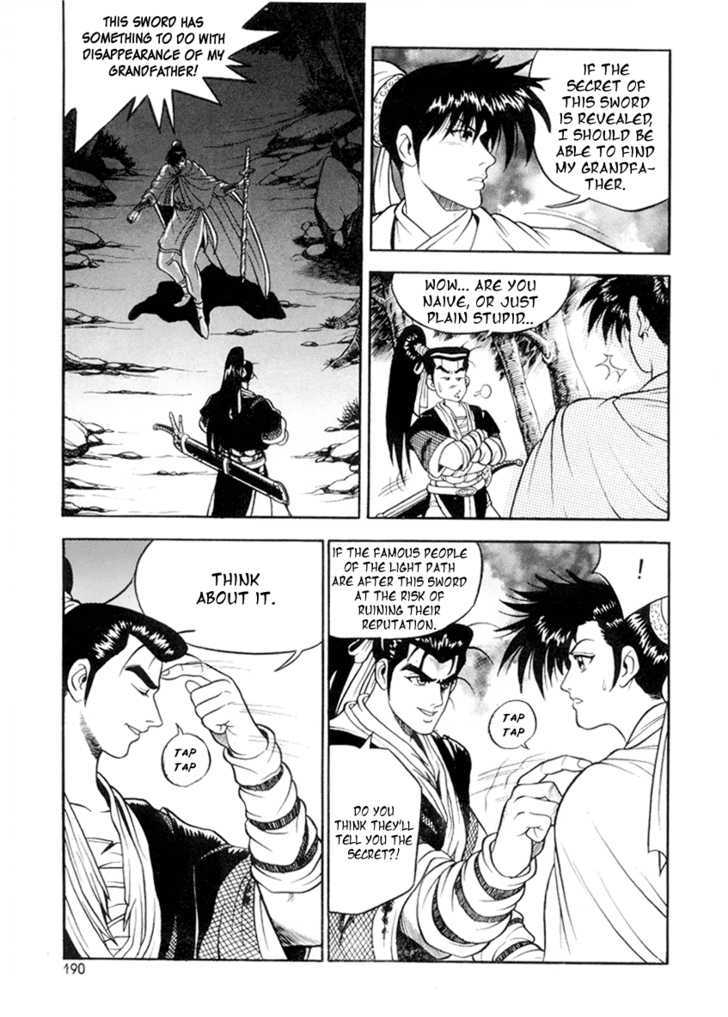 THIS SWORD HAS
SOMETHING TO DO WITH
DISAPPEARANCE OF MY
GRANDFATHER!
IF THE
SECRET OF
THIS SWORD
IS REVEALED,
I SHOULD BE
ABLE TO FIND
MY GRANDFA-
THER.
WOW... ARE YOU
NAIVE, OR JUST
PLAIN STUPID...
THINK
ABOUT IT.
TAP
TAP
IF THE FAMOUS PEOPLE
OF THE LIGHT PATH
ARE AFTER THIS SWORD
AT THE RISK OF
RUINING THEIR
REPUTATION.
!
TAP
TAP
DO YOU
THINK THEY'LL
TELL YOU THE
SECRET?!
190